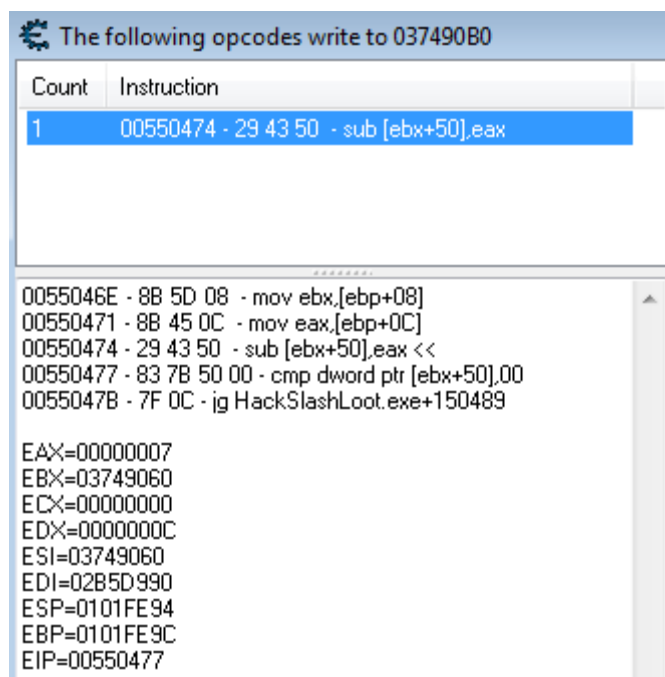 The following opcodes write to 037490B0
Count Instruction
1 00550474 - 29 43 50 - sub [ebx+50],eax
0055046E - 8B 5D 08 - mov ebx,[ebp+08]
00550471 - 8B 45 0C - mov eax,[ebp+0C]
00550474 - 29 43 50 - sub [ebx+50],eax <<
00550477 - 83 7B 50 00 - cmp dword ptr [ebx+50],00
0055047B - 7F 0C - jg HackSlashLoot.exe+150489
EAX=00000007
EBX=03749060
ECX=00000000
EDX=0000000C
ESI=03749060
EDI=02B5D990
ESP=0101FE94
EBP=0101FE9C
EIP=00550477